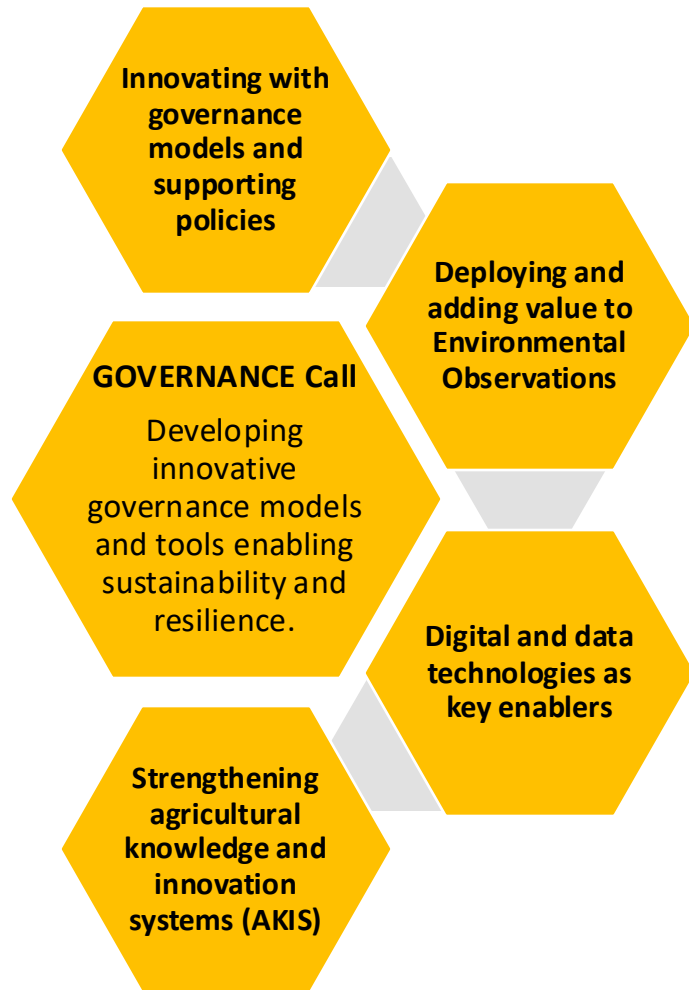 Innovating with
governance
models and
supporting
policies
Deploying and
adding value to
Environmental
Observations
GOVERNANCE Call
Developing
innovative
governance models
and tools enabling
sustainability and
resilience.
Digital and data
technologies as
key enablers
Strengthening
agricultural
knowledge and
innovation
systems (AKIS)